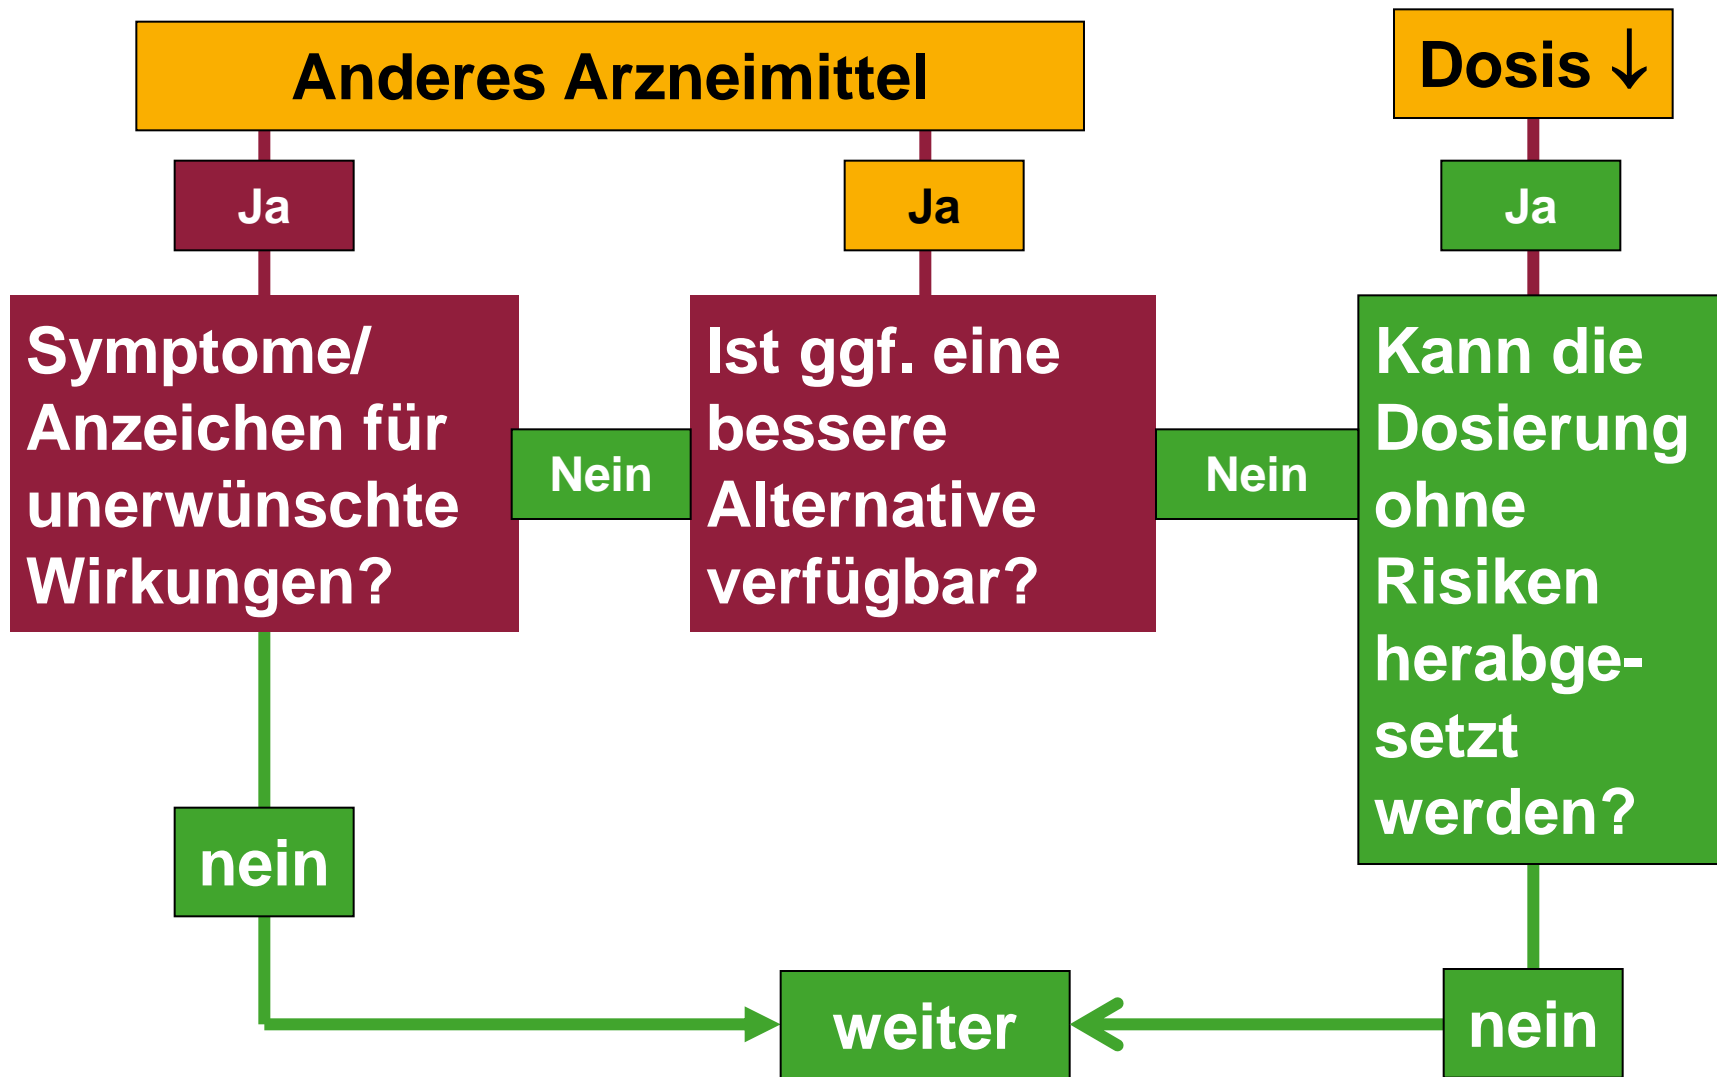 Anderes Arzneimittel
Dosis ↓
Ja
Ja
Ja
Symptome/
Anzeichen für
unerwünschte
Wirkungen?
Nein
Ist ggf. eine
bessere
Alternative
verfügbar?
Nein
Kann die
Dosierung
ohne
Risiken
herabge-
setzt
werden?
nein
weiter
nein